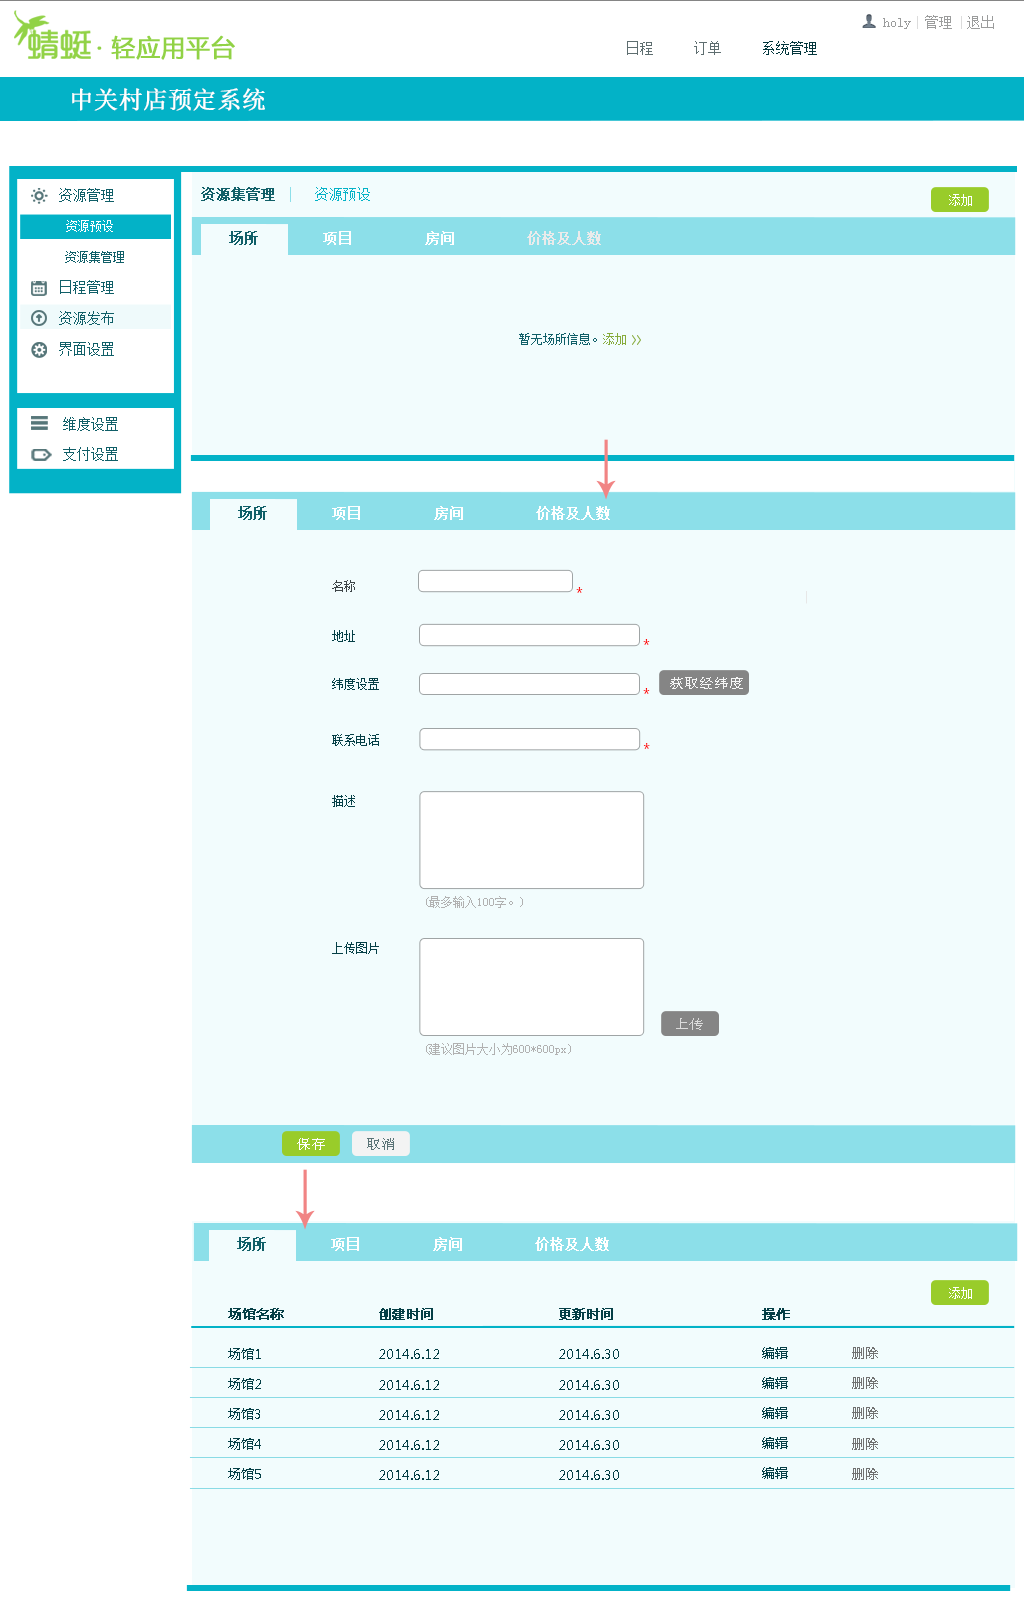 蜻蜓·轻应用平台
holy 管理 退出
日程 订单 系统管理
中关村店预定系统
资源管理
资源预设
资源集管理
日程管理
资源发布
界面设置
维度设置
支付设置
资源集管理 资源预设
添加
场所 项目 房间 价格及人数
暂无场所信息。添加 》
场所 项目 房间 价格及人数
名称 *
地址 *
纬度设置 * 获取经纬度
联系电话 *
描述
(最多输入100字。)
上传图片
上传
(建议图片大小为600*600px)
保存 取消
场所 项目 房间 价格及人数
添加
场馆名称 创建时间 更新时间 操作
场馆1 2014.6.12 2014.6.30 编辑 删除
场馆2 2014.6.12 2014.6.30 编辑 删除
场馆3 2014.6.12 2014.6.30 编辑 删除
场馆4 2014.6.12 2014.6.30 编辑 删除
场馆5 2014.6.12 2014.6.30 编辑 删除